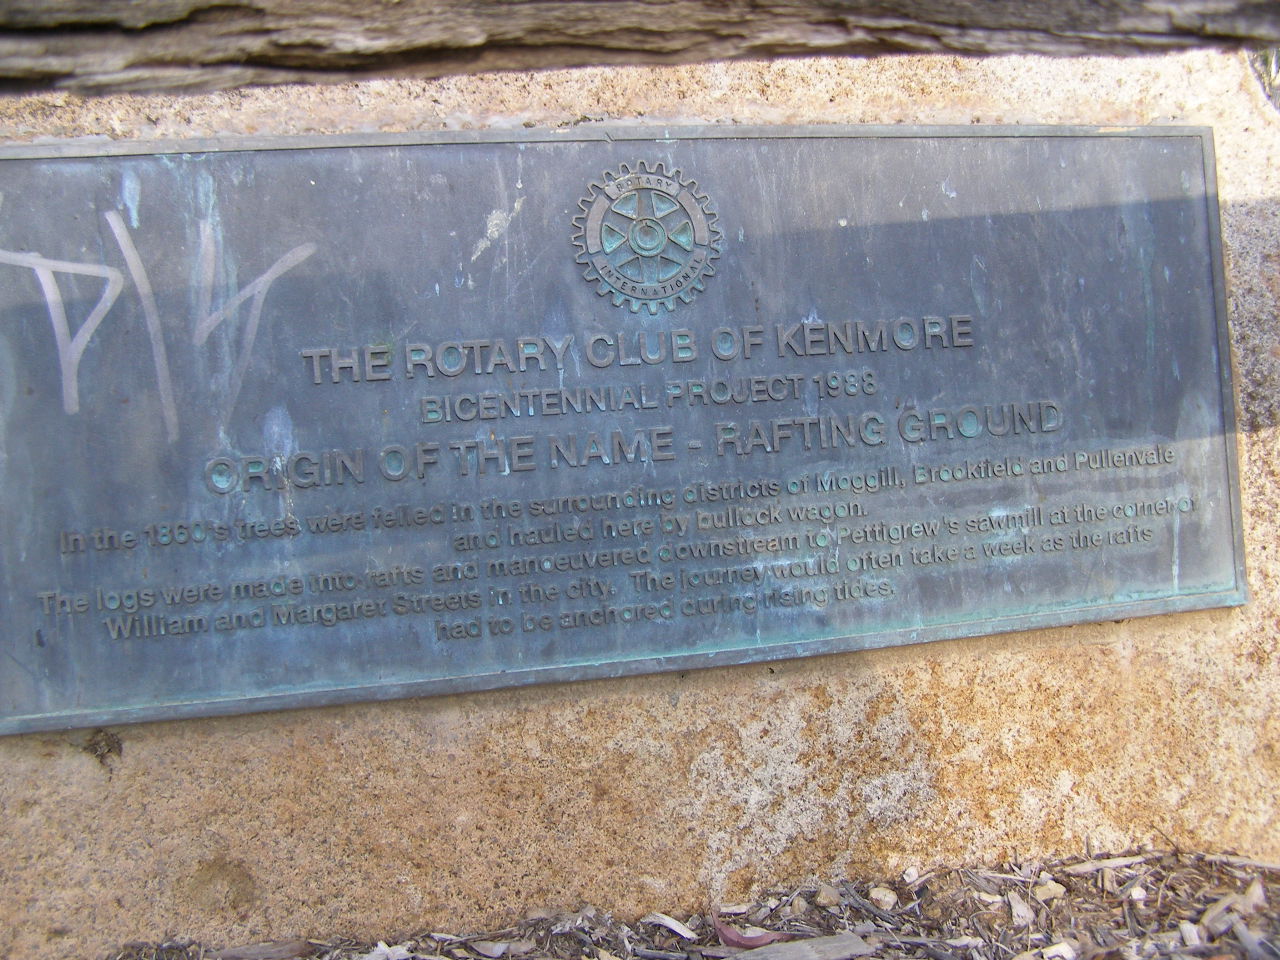 ROTARY
INTERNATIONAL
THE ROTARY CLUB OF KENMORE
BICENTENNIAL PROJECT 1988
ORIGIN OF THE NAME - RAFTING GROUND
In the 1860's trees were felled in the surrounding districts of Moggill, Brookfield and Pullenvale
and hauled here by bullock wagon.
The logs were made into rafts and manoeuvered downstream to Pettigrew's sawmill at the corner of
William and Margaret Streets in the city. The journey would often take a week as the rafts
had to be anchored during rising tides.